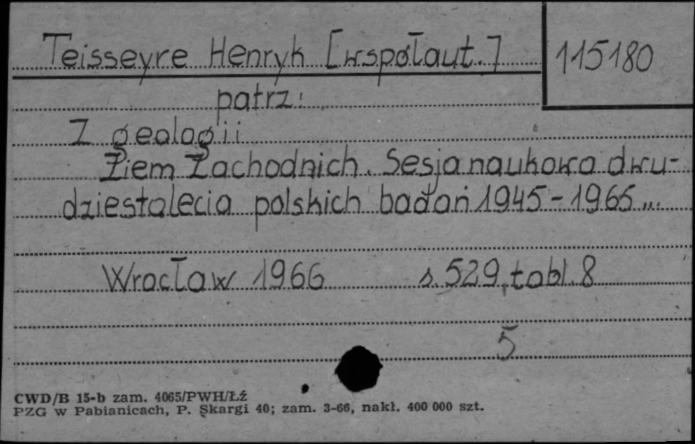 Teisseyre Henryk [współaut.] 115180
patrz:
Z geologii
Ziem Zachodnich. Sesja naukowa dwu-
dziestolecia polskich badań 1945-1965...
Wrocław 1966 s. 529, tabl. 8
5
CWD/B 15-b zam. 4065/PWH/Łź
PZG w Pabianicach, P. Skargi 40; zam. 3-66, nakł. 400 000 szt.